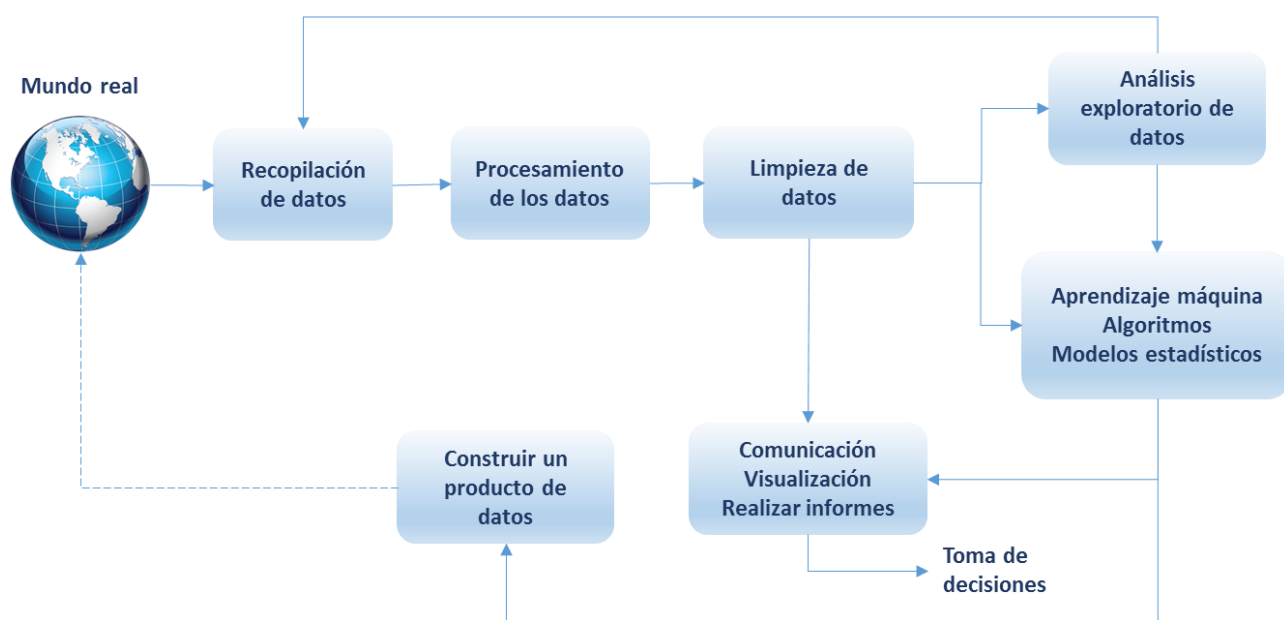 Mundo real
Recopilación
de datos
Procesamiento
de los datos
Limpieza de
datos
Análisis
exploratorio de
datos
Aprendizaje máquina
Algoritmos
Modelos estadísticos
Comunicación
Visualización
Realizar informes
Construir un
producto de
datos
Toma de
decisiones